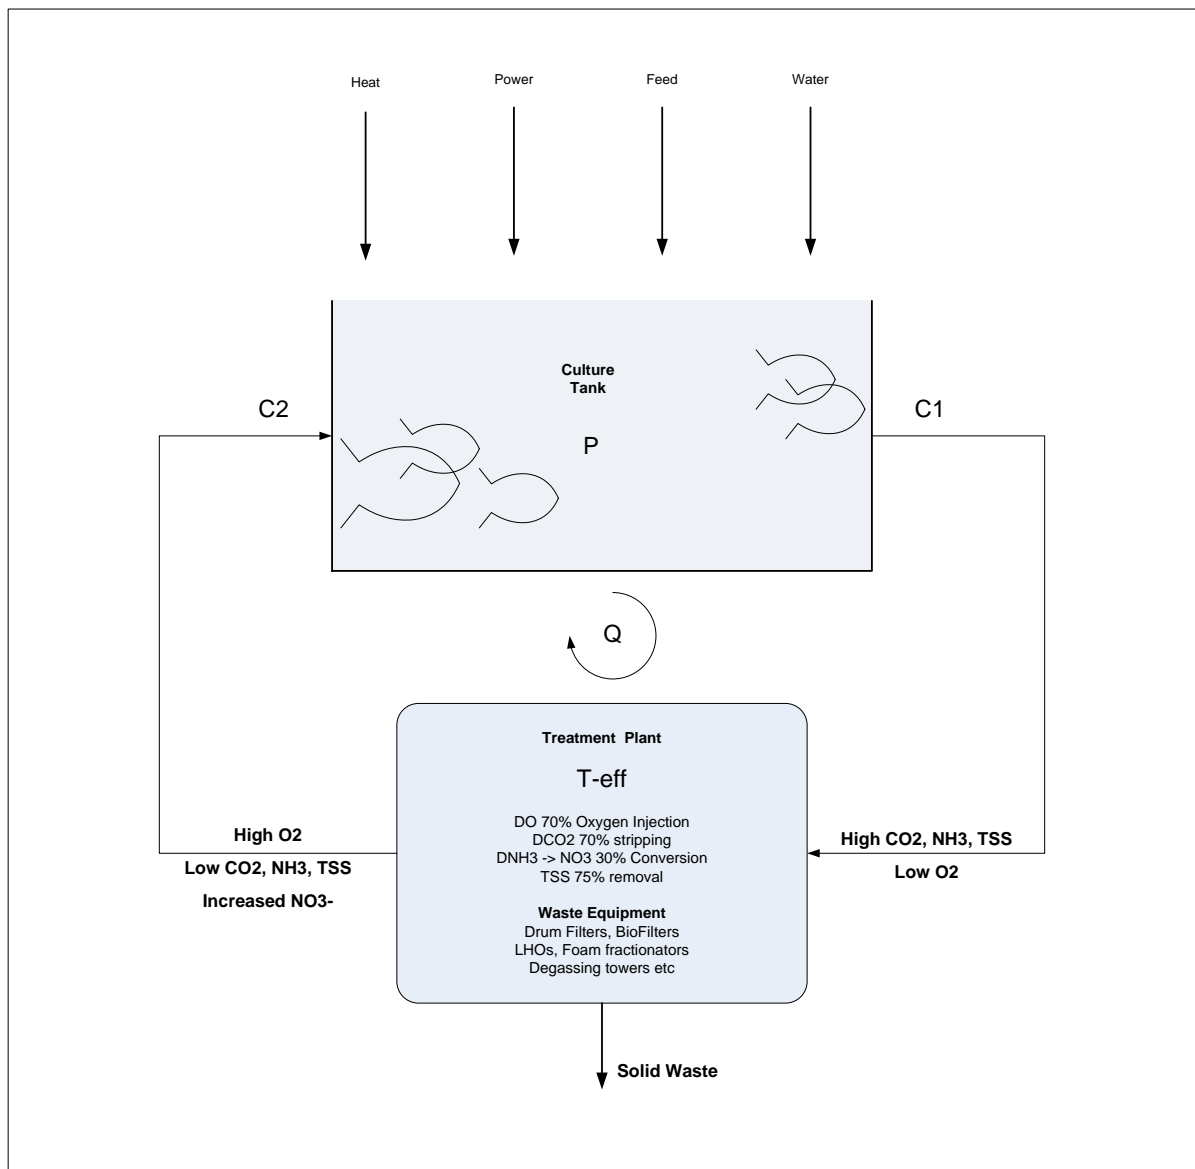 Heat
Power
Feed
Water
Culture
Tank
C2
C1
P
Q
Treatment Plant
T-eff
DO 70% Oxygen Injection
DCO2 70% stripping
DNH3 -> NO3 30% Conversion
TSS 75% removal
High O2
Low CO2, NH3, TSS
Increased NO3-
High CO2, NH3, TSS
Low O2
Waste Equipment
Drum Filters, BioFilters
LHOs, Foam fractionators
Degassing towers etc
Solid Waste